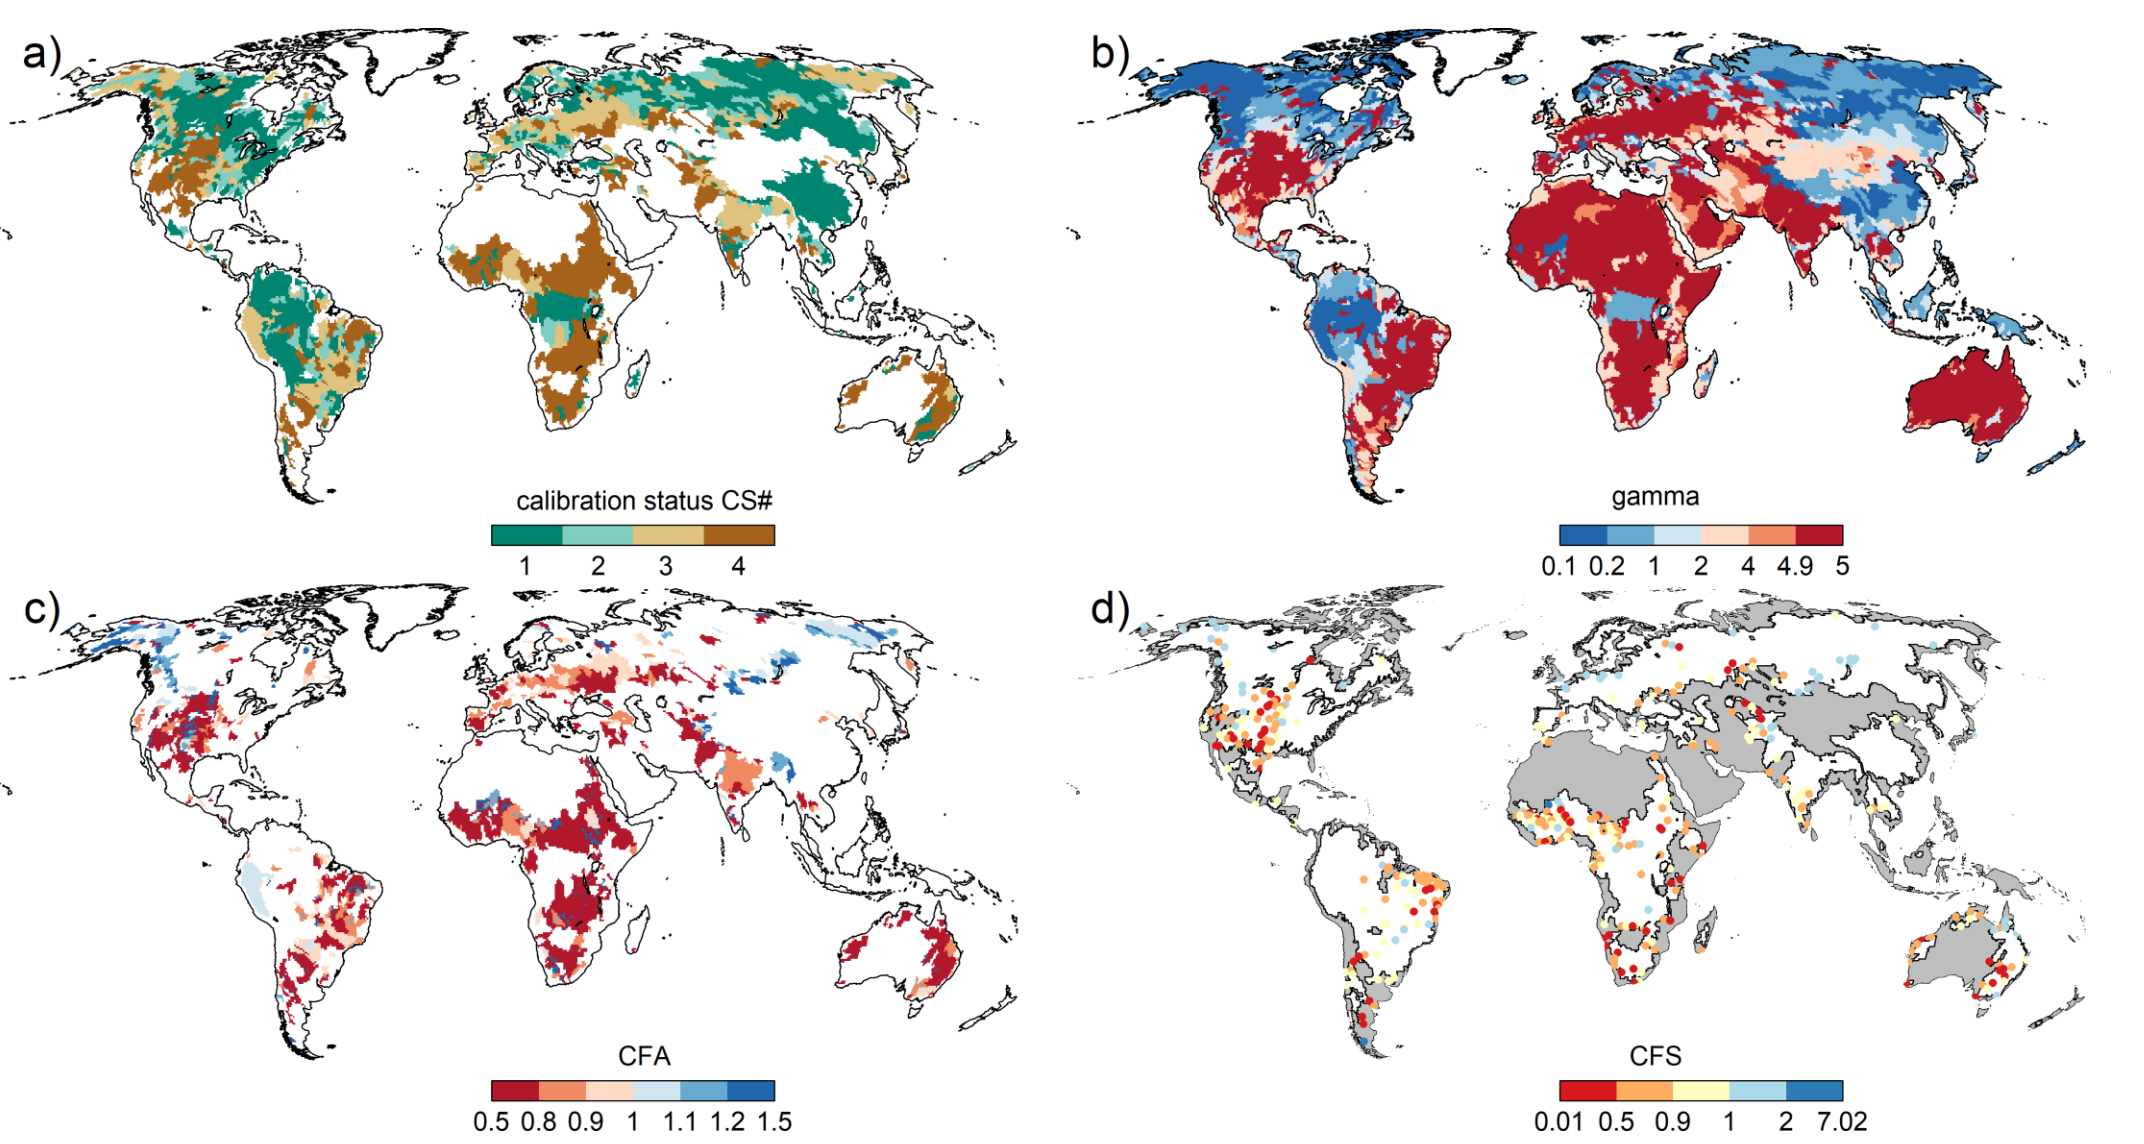 a)
b)
calibration status CS#
1 2 3 4
gamma
0.1 0.2 1 2 4 4.9 5
c)
d)
CFA
0.5 0.8 0.9 1 1.1 1.2 1.5
CFS
0.01 0.5 0.9 1 2 7.02